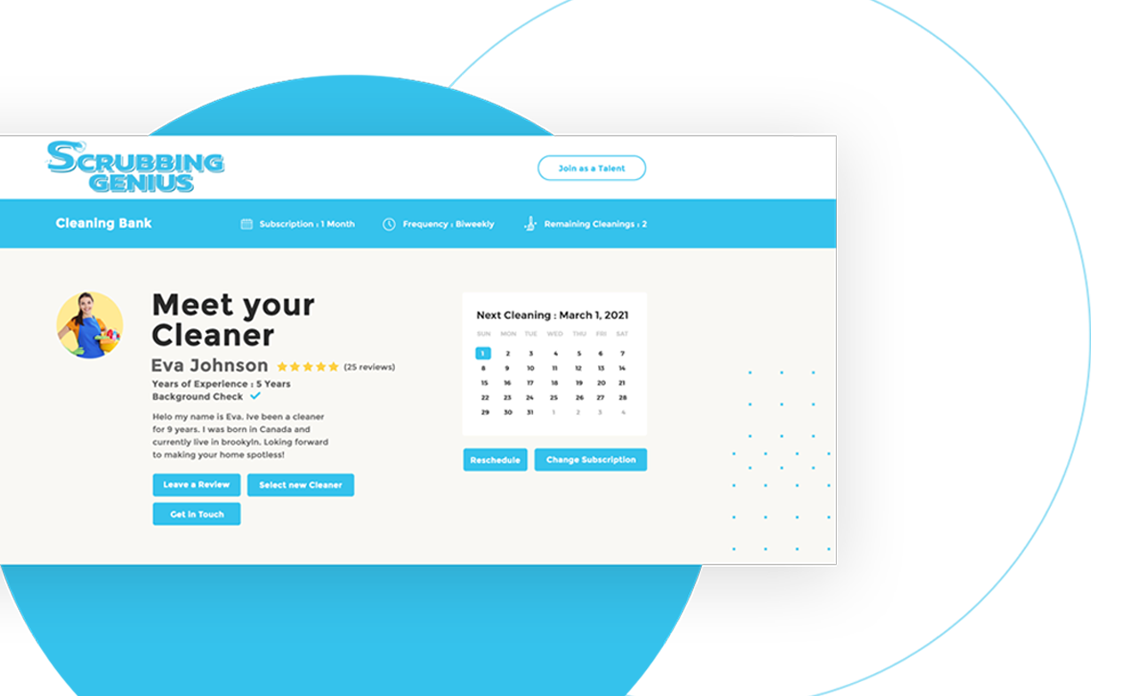 SCRUBBING
GENIUS
Join as a Talent
Cleaning Bank
Subscription : 1 Month
Frequency : Biweekly
Remaining Cleanings : 2
Meet your
Cleaner
Eva Johnson
(25 reviews)
Years of Experience : 5 Years
Background Check
Helo my name is Eva. Ive been a cleaner
for 9 years. I was born in Canada and
currently live in brookyln. Loking forward
to making your home spotless!
Leave a Review
Select new Cleaner
Get in Touch
Next Cleaning : March 1, 2021
SUN MON TUE WED THU FRI SAT
1 2 3 4 5 6 7
8 9 10 11 12 13 14
15 16 17 18 19 20 21
22 23 24 25 26 27 28
29 30 31 1 2 3 4
Reschedule
Change Subscription